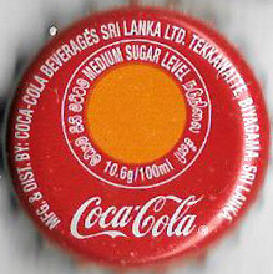 MFG. & DIST. BY: COCA-COLA BEVERAGES SRI LANKA LTD. TEKKAWATTE, BIYAGAMA, SRI LANKA.
MEDIUM SUGAR LEVEL
10.6g/100ml
Coca-Cola